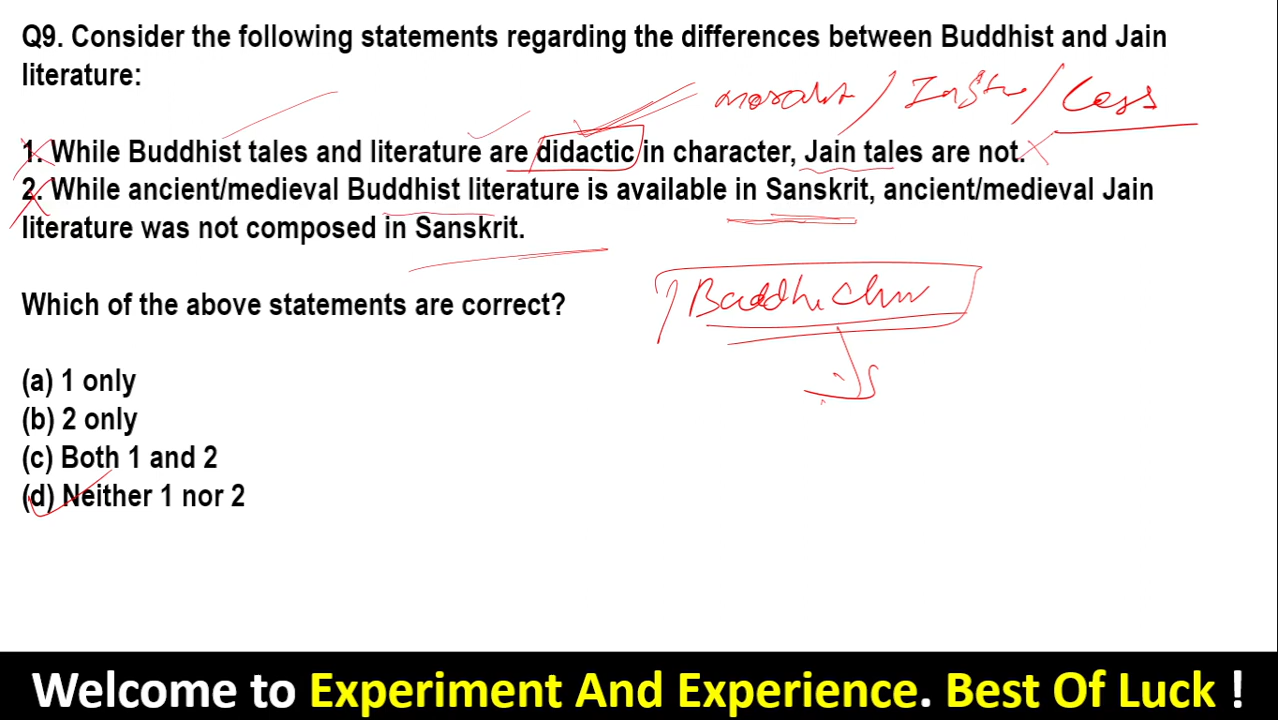 Q9. Consider the following statements regarding the differences between Buddhist and Jain
literature:
1. While Buddhist tales and literature are didactic in character, Jain tales are not.
2. While ancient/medieval Buddhist literature is available in Sanskrit, ancient/medieval Jain
literature was not composed in Sanskrit.
Which of the above statements are correct?
(a) 1 only
(b) 2 only
(c) Both 1 and 2
(d) Neither 1 nor 2
Welcome to Experiment And Experience. Best Of Luck !